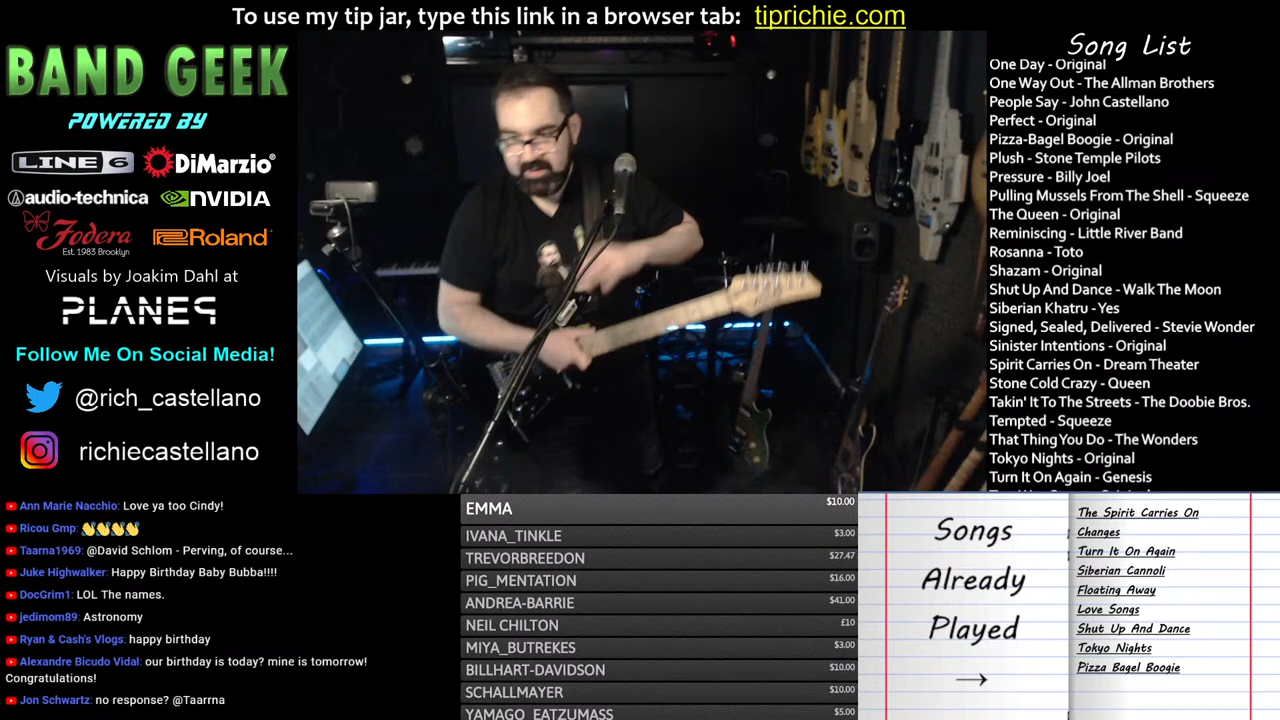 To use my tip jar, type this link in a browser tab: tiprichie.com
BAND GEEK
POWERED BY
LINE 6
DiMarzio
audio-technica
NVIDIA
Fodera
Est. 1983 Brooklyn
Roland
Visuals by Joakim Dahl at
PLANE9
Follow Me On Social Media!
@rich_castellano
richiecastellano
Song List
One Day - Original
One Way Out - The Allman Brothers
People Say - John Castellano
Perfect - Original
Pizza-Bagel Boogie - Original
Plush - Stone Temple Pilots
Pressure - Billy Joel
Pulling Mussels From The Shell - Squeeze
The Queen - Original
Reminiscing - Little River Band
Rosanna - Toto
Shazam - Original
Shut Up And Dance - Walk The Moon
Siberian Khatru - Yes
Signed, Sealed, Delivered - Stevie Wonder
Sinister Intentions - Original
Spirit Carries On - Dream Theater
Stone Cold Crazy - Queen
Takin' It To The Streets - The Doobie Bros.
Tempted - Squeeze
That Thing You Do - The Wonders
Tokyo Nights - Original
Turn It On Again - Genesis
Ann Marie Nacchio: Love ya too Cindy!
Ricou Gmp: 👏👏👏👏
Taarna1969: @David Schlom - Perving, of course...
Juke Highwalker: Happy Birthday Baby Bubba!!!!
DocGrim1: LOL The names.
jedimom89: Astronomy
Ryan & Cash's Vlogs: happy birthday
Alexandre Bicudo Vidal: our birthday is today? mine is tomorrow!
Congratulations!
Jon Schwartz: no response? @Taarrna
EMMA $10.00
IVANA_TINKLE $3.00
TREVORBREEDON $27.47
PIG_MENTATION $16.00
ANDREA-BARRIE $41.00
NEIL CHILTON £10
MIYA_BUTREKES $3.00
BILLHART-DAVIDSON $10.00
SCHALLMAYER $10.00
YAMAGO_EATZUMASS $5.00
Songs
Already
Played
→
The Spirit Carries On
Changes
Turn It On Again
Siberian Cannoli
Floating Away
Love Songs
Shut Up And Dance
Tokyo Nights
Pizza Bagel Boogie